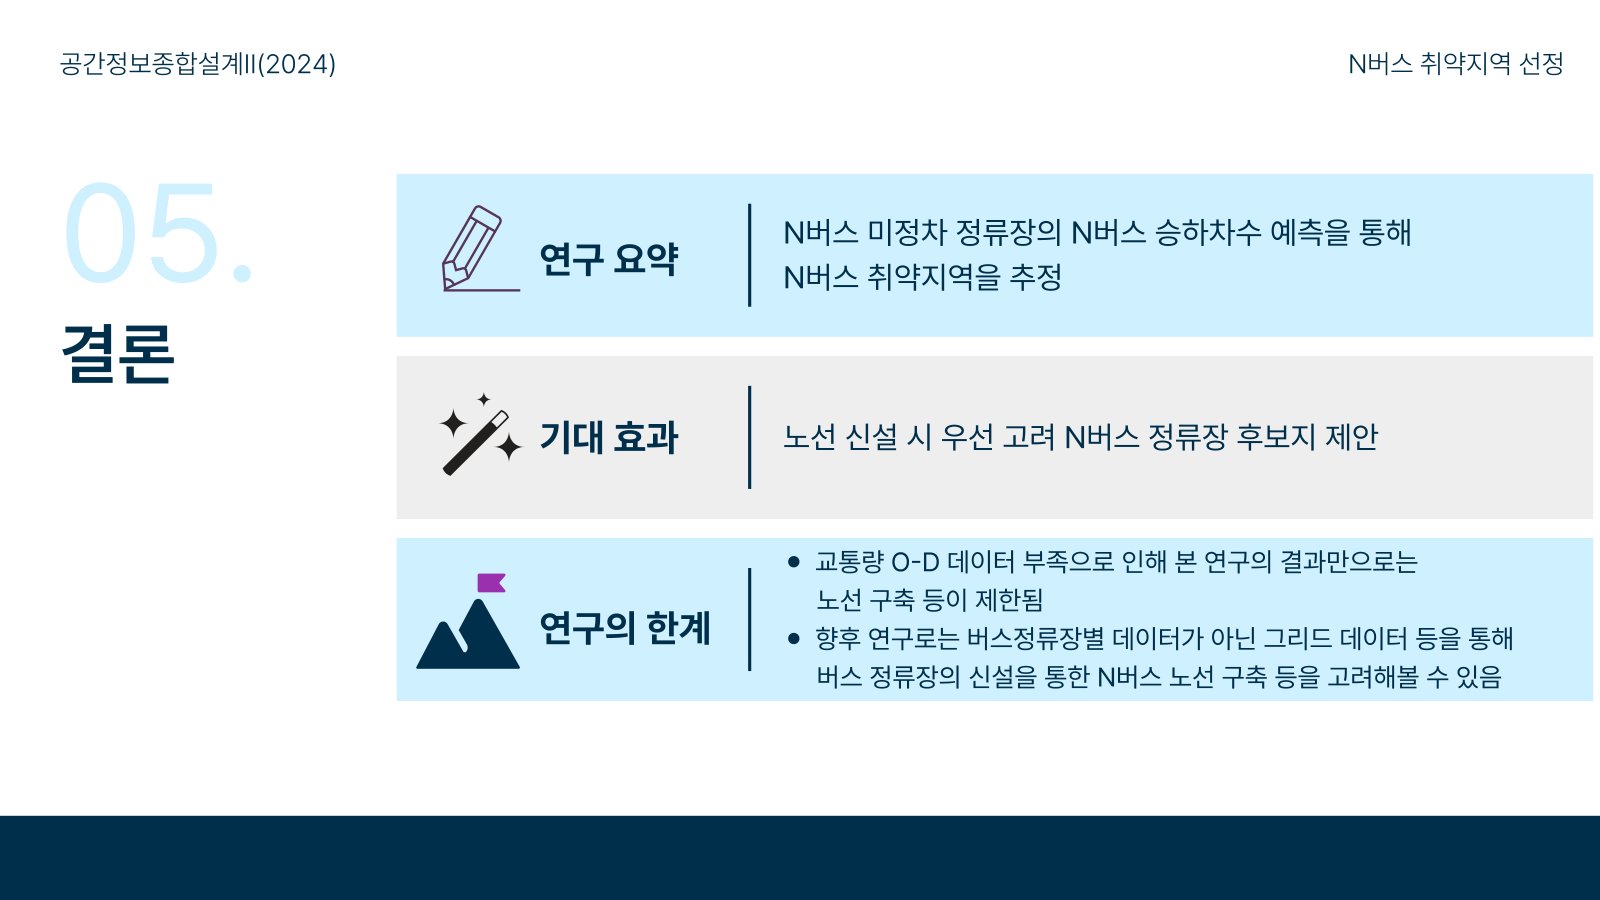 공간정보종합설계II(2024)
N버스 취약지역 선정
05.
결론
연구 요약
N버스 미정차 정류장의 N버스 승하차수 예측을 통해
N버스 취약지역을 추정
기대 효과
노선 신설 시 우선 고려 N버스 정류장 후보지 제안
연구의 한계
• 교통량 O-D 데이터 부족으로 인해 본 연구의 결과만으로는
노선 구축 등이 제한됨
• 향후 연구로는 버스정류장별 데이터가 아닌 그리드 데이터 등을 통해
버스 정류장의 신설을 통한 N버스 노선 구축 등을 고려해볼 수 있음